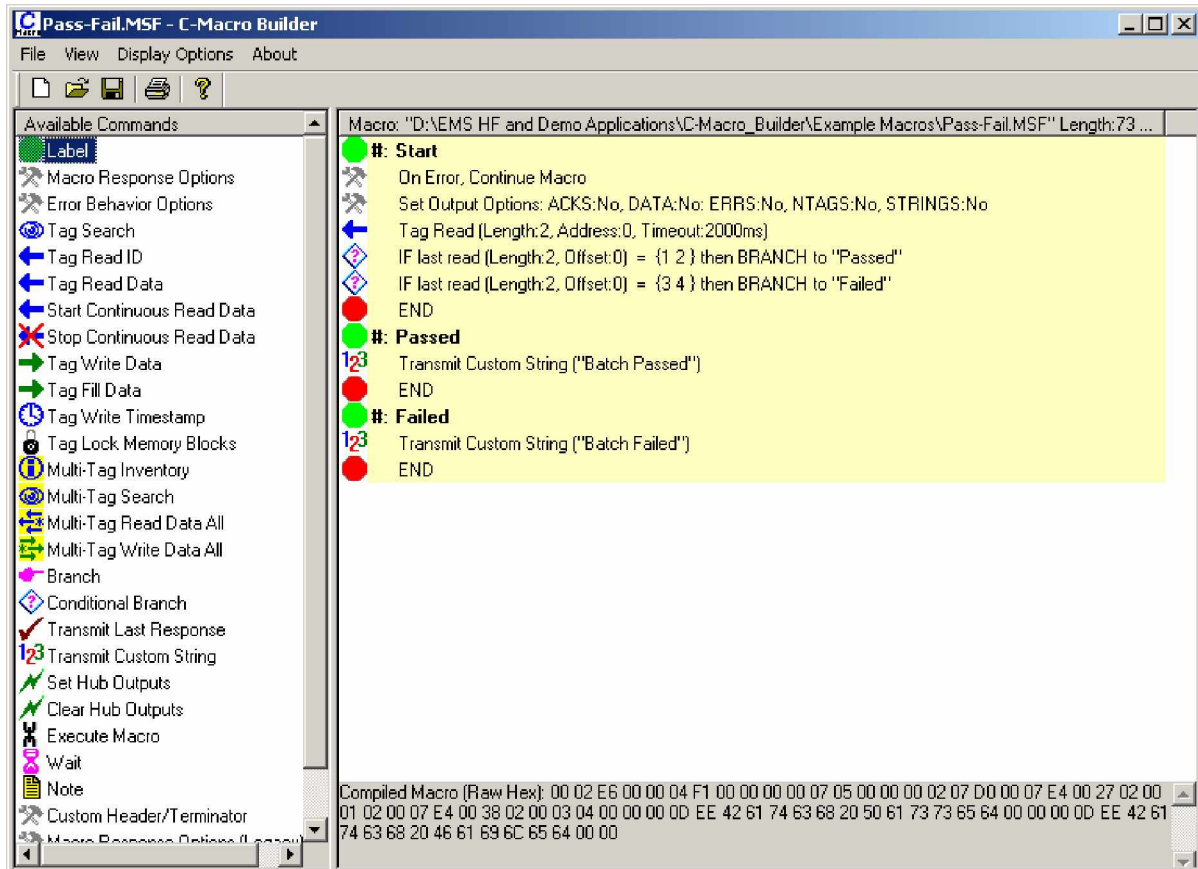 Pass-Fail.MSF - C-Macro Builder
File View Display Options About
Available Commands
Label
Macro Response Options
Error Behavior Options
Tag Search
Tag Read ID
Tag Read Data
Start Continuous Read Data
Stop Continuous Read Data
Tag Write Data
Tag Fill Data
Tag Write Timestamp
Tag Lock Memory Blocks
Multi-Tag Inventory
Multi-Tag Search
Multi-Tag Read Data All
Multi-Tag Write Data All
Branch
Conditional Branch
Transmit Last Response
Transmit Custom String
Set Hub Outputs
Clear Hub Outputs
Execute Macro
Wait
Note
Custom Header/Terminator
Macro Response Options (Legacy)
Macro: "D:\EMS HF and Demo Applications\C-Macro_Builder\Example Macros\Pass-Fail.MSF" Length:73 ...
#: Start
On Error, Continue Macro
Set Output Options: ACKS:No, DATA:No: ERRS:No, NTAGS:No, STRINGS:No
Tag Read (Length:2, Address:0, Timeout:2000ms)
IF last read (Length:2, Offset:0) = {1 2 } then BRANCH to "Passed"
IF last read (Length:2, Offset:0) = {3 4 } then BRANCH to "Failed"
END
#: Passed
123 Transmit Custom String ("Batch Passed")
END
#: Failed
123 Transmit Custom String ("Batch Failed")
END
Compiled Macro (Raw Hex): 00 02 E6 00 00 04 F1 00 00 00 00 07 05 00 00 00 02 07 D0 00 07 E4 00 27 02 00
01 02 00 07 E4 00 38 02 00 03 04 00 00 00 0D EE 42 61 74 63 68 20 50 61 73 73 65 64 00 00 00 0D EE 42 61
74 63 68 20 46 61 69 6C 65 64 00 00